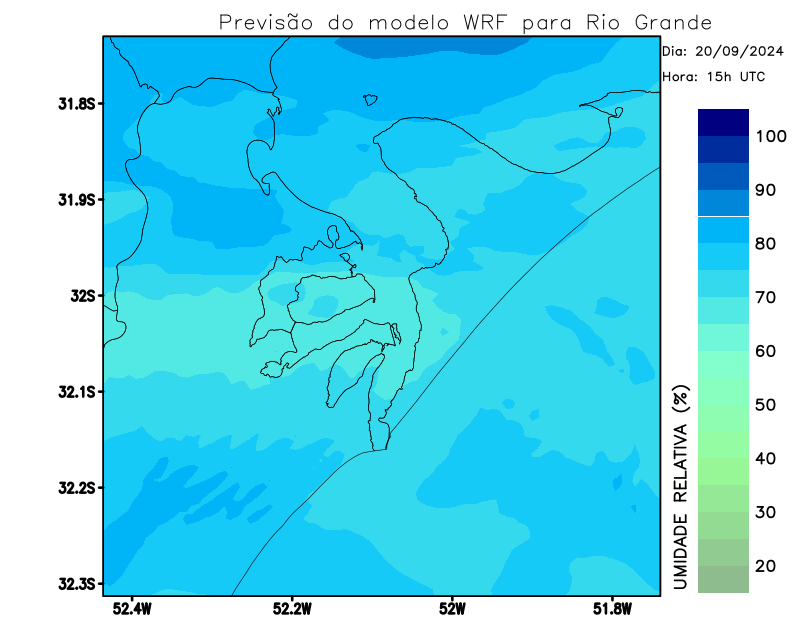 Previsão do modelo WRF para Rio Grande
Dia: 20/09/2024
Hora: 15h UTC
31.8S
31.9S
32S
32.1S
32.2S
32.3S
52.4W
52.2W
52W
51.8W
UMIDADE RELATIVA (%)
100
90
80
70
60
50
40
30
20